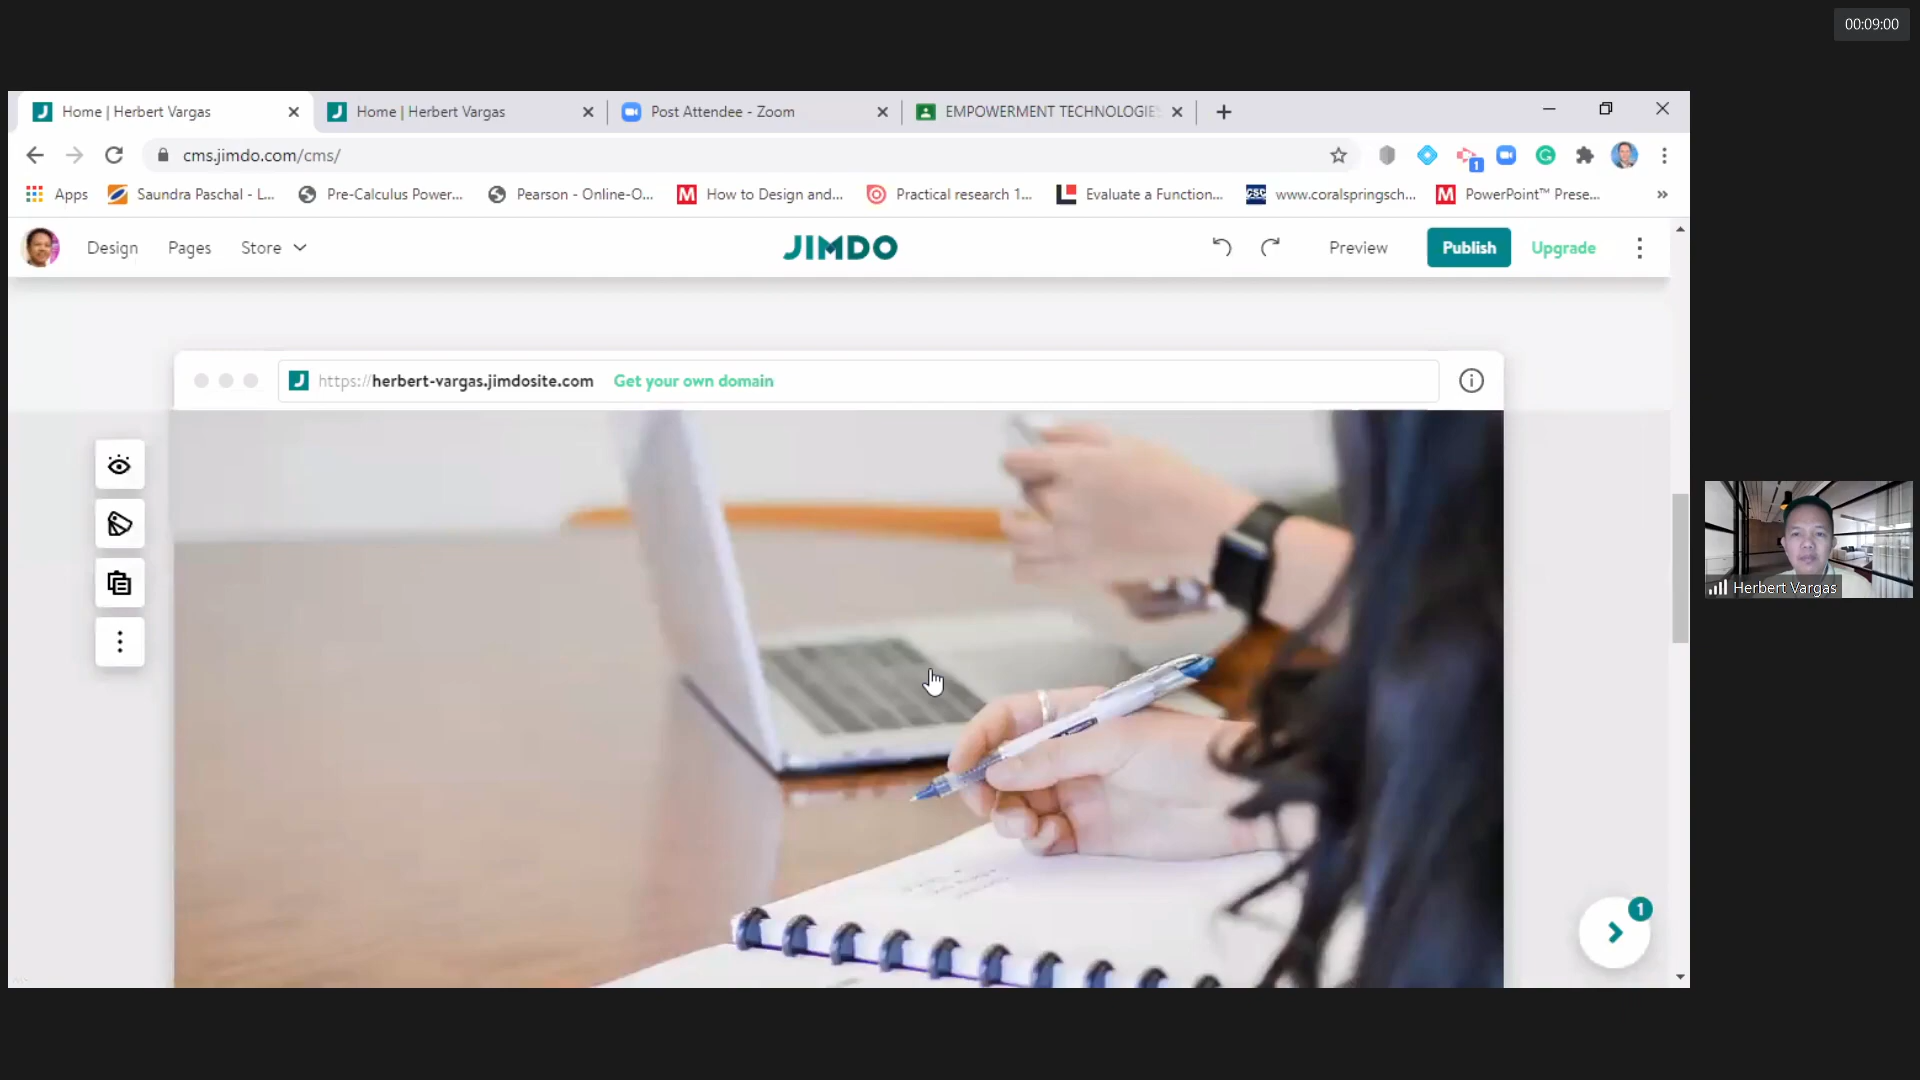 00:09:00
Home | Herbert Vargas
Home | Herbert Vargas
Post Attendee - Zoom
EMPOWERMENT TECHNOLOGIE
cms.jimdo.com/cms/
1
Apps
Saundra Paschal - L...
Pre-Calculus Power...
Pearson - Online-O...
How to Design and...
Practical research 1...
Evaluate a Function...
CSC
www.coralspringsch...
PowerPoint™ Prese...
Design
Pages
Store
JIMDO
Preview
Publish
Upgrade
https://herbert-vargas.jimdosite.com
Get your own domain
Herbert Vargas
1